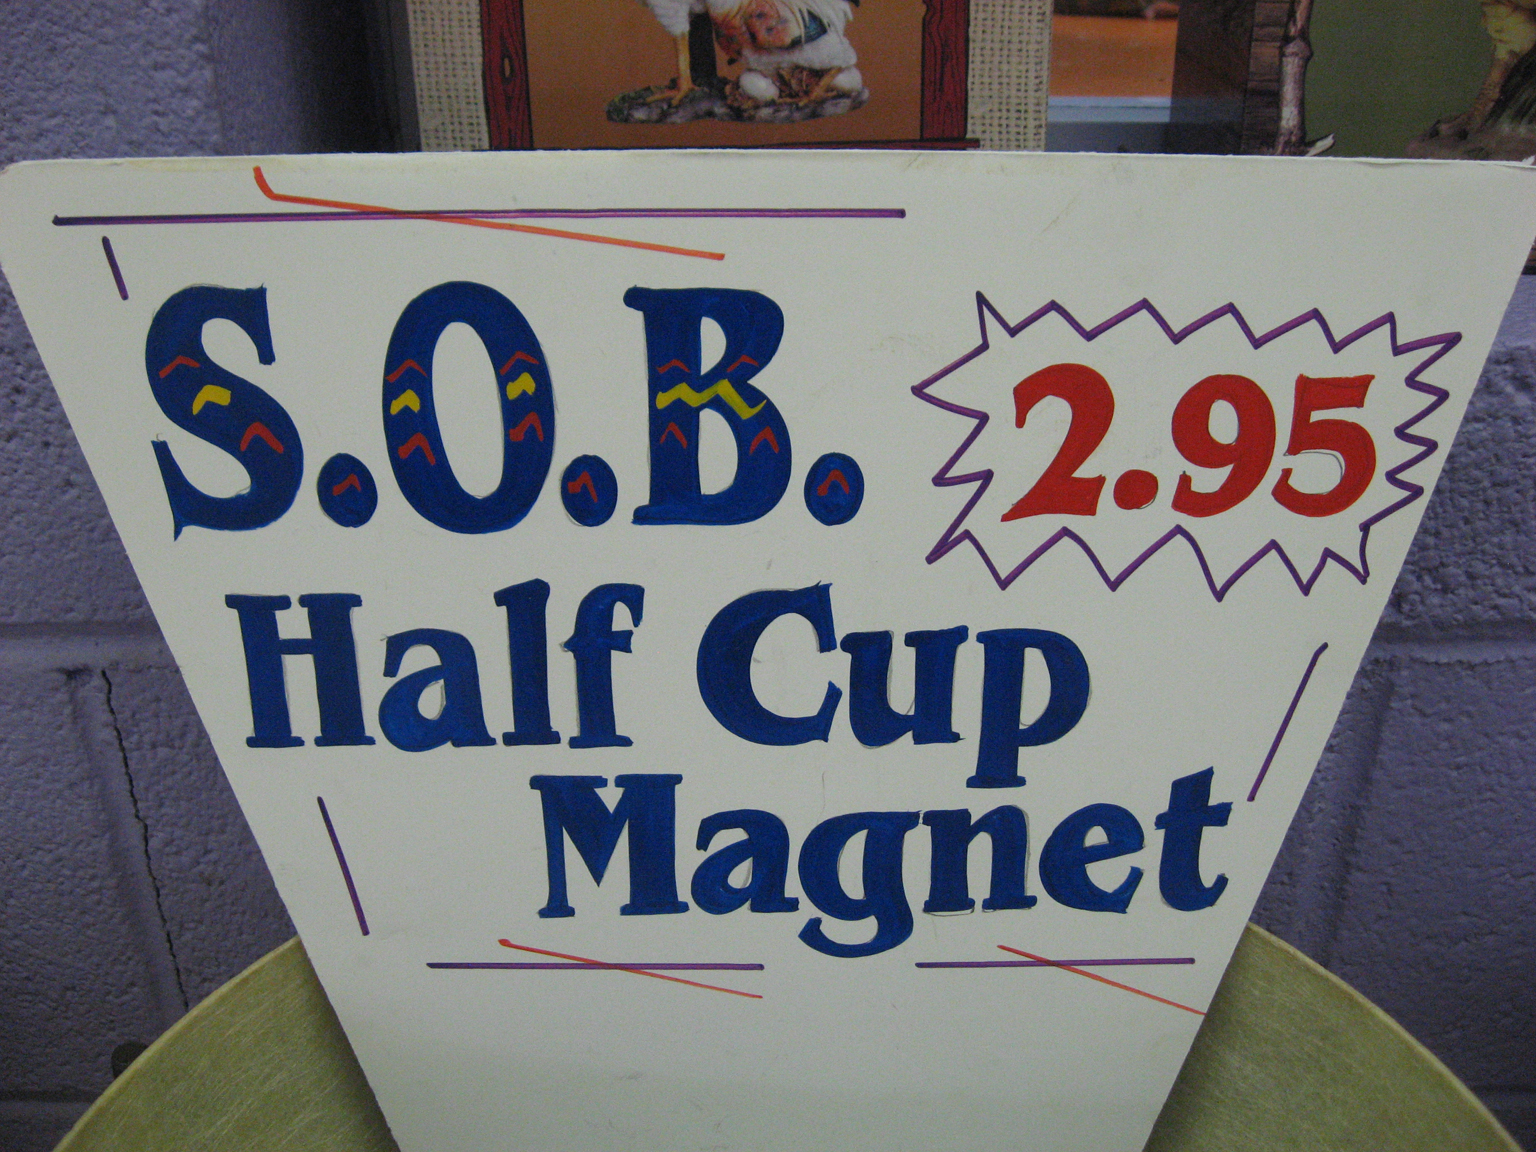 S.O.B.
2.95
Half Cup
Magnet